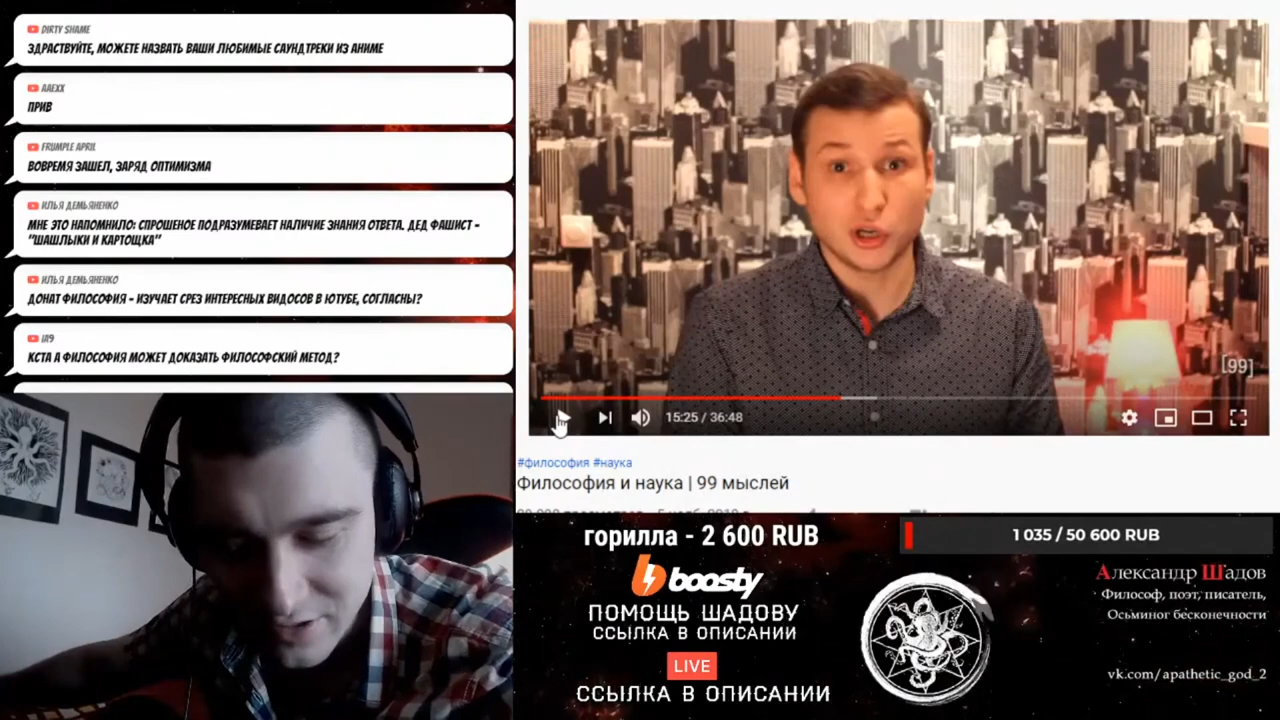 DIRTY SHAME
ЗДРАСТВУЙТЕ, МОЖЕТЕ НАЗВАТЬ ВАШИ ЛЮБИМЫЕ САУНДТРЕКИ ИЗ АНИМЕ
AAEXX
ПРИВ
FRUMPLE APRIL
ВОВРЕМЯ ЗАШЕЛ, ЗАРЯД ОПТИМИЗМА
ИЛЬЯ ДЕМЬЯНЕНКО
МНЕ ЭТО НАПОМНИЛО: СПРОШЕНОЕ ПОДРАЗУМЕВАЕТ НАЛИЧИЕ ЗНАНИЯ ОТВЕТА. ДЕД ФАШИСТ -
"ШАШЛЫКИ И КАРТОЩКА"
ИЛЬЯ ДЕМЬЯНЕНКО
ДОНАТ ФИЛОСОФИЯ - ИЗУЧАЕТ СРЕЗ ИНТЕРЕСНЫХ ВИДОСОВ В ЮТУБЕ, СОГЛАСНЫ?
IA9
КСТА А ФИЛОСОФИЯ МОЖЕТ ДОКАЗАТЬ ФИЛОСОФСКИЙ МЕТОД?
[99]
15:25 / 36:48
#философия #наука
Философия и наука | 99 мыслей
горилла - 2 600 RUB
boosty
ПОМОЩЬ ШАДОВУ
ССЫЛКА В ОПИСАНИИ
LIVE
ССЫЛКА В ОПИСАНИИ
1 035 / 50 600 RUB
Александр Шадов
Философ, поэт, писатель,
Осьминог бесконечности
vk.com/apathetic_god_2